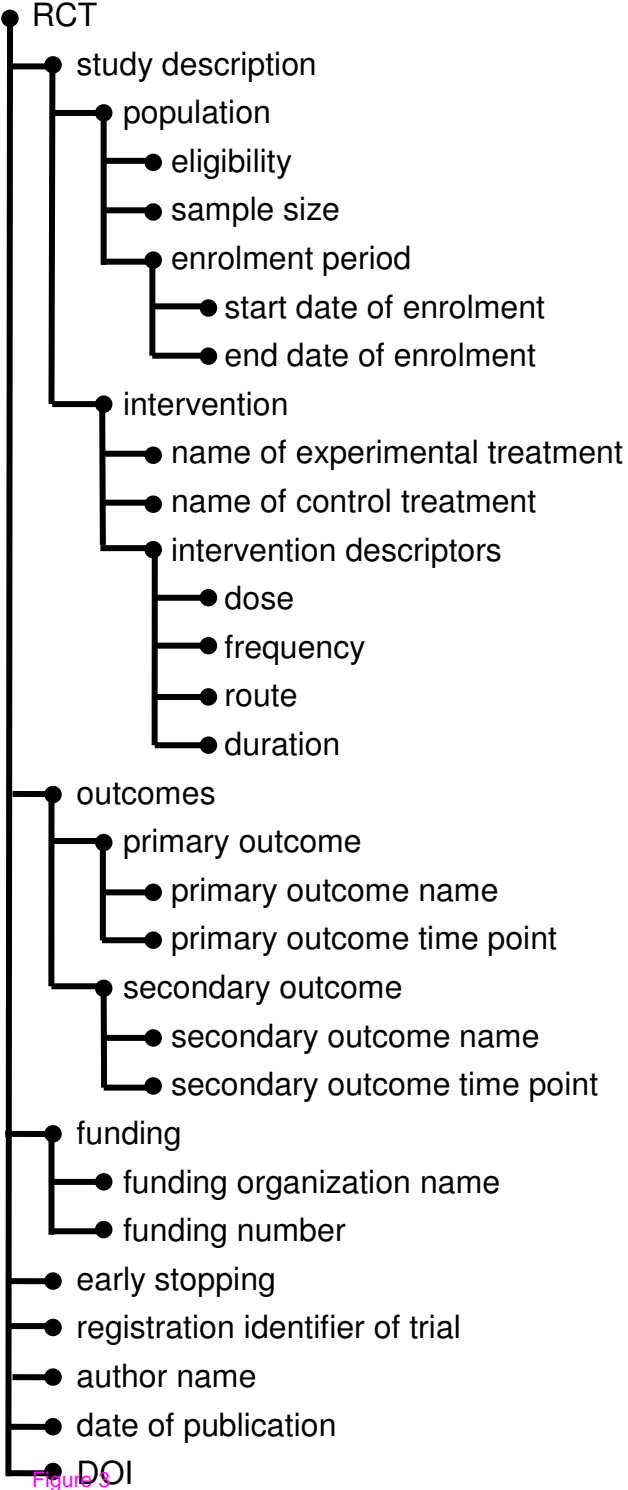 RCT
study description
population
eligibility
sample size
enrolment period
start date of enrolment
end date of enrolment
intervention
name of experimental treatment
name of control treatment
intervention descriptors
dose
frequency
route
duration
outcomes
primary outcome
primary outcome name
primary outcome time point
secondary outcome
secondary outcome name
secondary outcome time point
funding
funding organization name
funding number
early stopping
registration identifier of trial
author name
date of publication
DOI
Figure 3